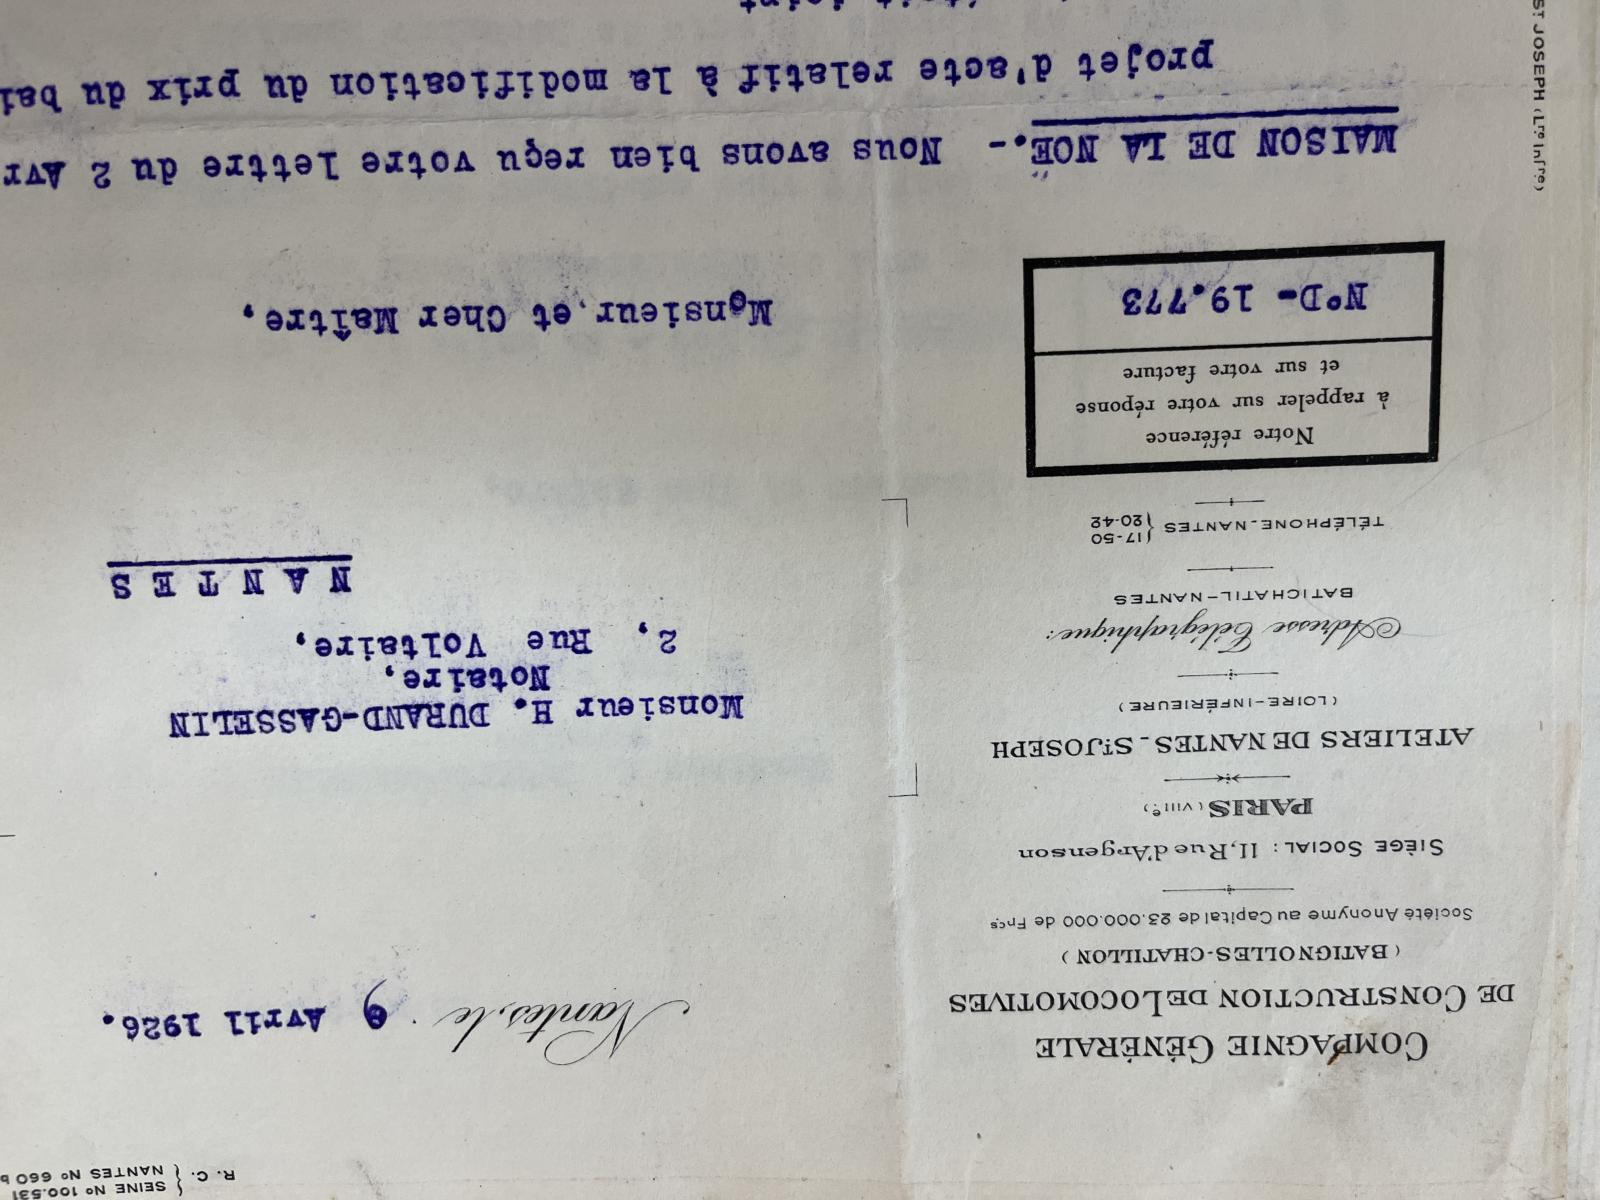 R. C. { SEINE Nº 100.531
NANTES Nº 660
COMPAGNIE GÉNÉRALE
DE CONSTRUCTION DE LOCOMOTIVES
(BATIGNOLLES-CHATILLON)
Société Anonyme au Capital de 23.000.000 de Fncs
SIÈGE SOCIAL: 11, Rue d'Argenson
PARIS (VIIIe)
ATELIERS DE NANTES - ST JOSEPH
(LOIRE-INFÉRIEURE)
Adresse Télégraphique:
BATICHATIL-NANTES
TÉLÉPHONE-NANTES { 17-50
20-42
Notre référence
à rappeler sur votre réponse
et sur votre facture
N°D- 19.773
Nantes, le 9 Avril 1926.
Monsieur H. DURAND-GASSELIN
Notaire,
2, Rue Voltaire,
NANTES
Monsieur et Cher Maître,
MAISON DE LA NOË.- Nous avons bien reçu votre lettre du 2 Avr
projet d'acte relatif à la modification du prix du bai
ST JOSEPH (Lre Infre)